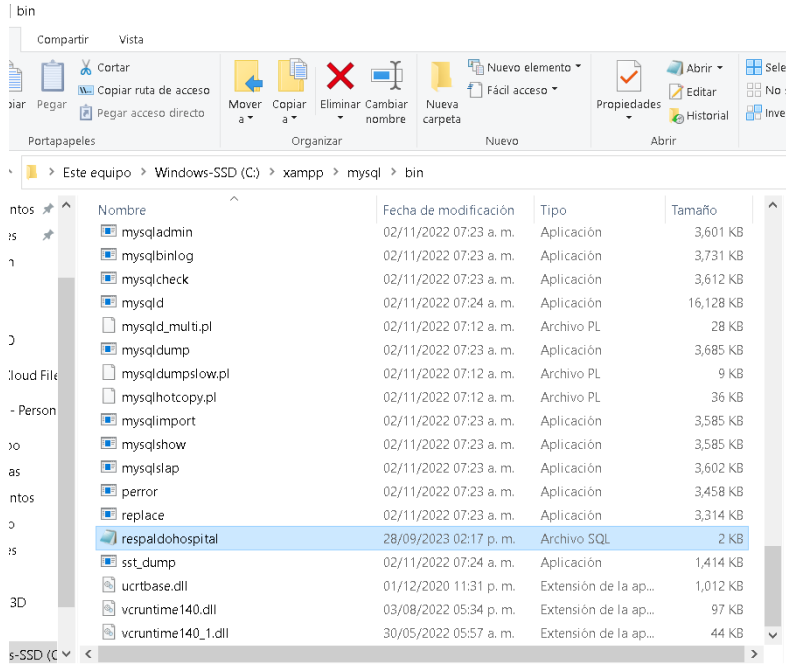 bin
Compartir Vista
Cortar
Copiar ruta de acceso
Pegar acceso directo
Pegar
Portapapeles
Mover a
Copiar a
Eliminar
Cambiar nombre
Organizar
Nueva carpeta
Nuevo elemento
Fácil acceso
Nuevo
Propiedades
Abrir
Editar
Historial
Abrir
Este equipo > Windows-SSD (C:) > xampp > mysql > bin
Nombre Fecha de modificación Tipo Tamaño
mysqladmin 02/11/2022 07:23 a. m. Aplicación 3,601 KB
mysqlbinlog 02/11/2022 07:23 a. m. Aplicación 3,731 KB
mysqlcheck 02/11/2022 07:23 a. m. Aplicación 3,612 KB
mysqld 02/11/2022 07:24 a. m. Aplicación 16,128 KB
mysqld_multi.pl 02/11/2022 07:12 a. m. Archivo PL 28 KB
mysqldump 02/11/2022 07:23 a. m. Aplicación 3,685 KB
mysqldumpslow.pl 02/11/2022 07:12 a. m. Archivo PL 9 KB
mysqlhotcopy.pl 02/11/2022 07:12 a. m. Archivo PL 36 KB
mysqlimport 02/11/2022 07:23 a. m. Aplicación 3,585 KB
mysqlshow 02/11/2022 07:23 a. m. Aplicación 3,585 KB
mysqlslap 02/11/2022 07:23 a. m. Aplicación 3,602 KB
perror 02/11/2022 07:23 a. m. Aplicación 3,458 KB
replace 02/11/2022 07:23 a. m. Aplicación 3,314 KB
respaldohospital 28/09/2023 02:17 p. m. Archivo SQL 2 KB
sst_dump 02/11/2022 07:24 a. m. Aplicación 1,414 KB
ucrtbase.dll 01/12/2020 11:31 p. m. Extensión de la ap... 1,012 KB
vcruntime140.dll 03/08/2022 05:34 p. m. Extensión de la ap... 97 KB
vcruntime140_1.dll 30/05/2022 05:57 a. m. Extensión de la ap... 44 KB